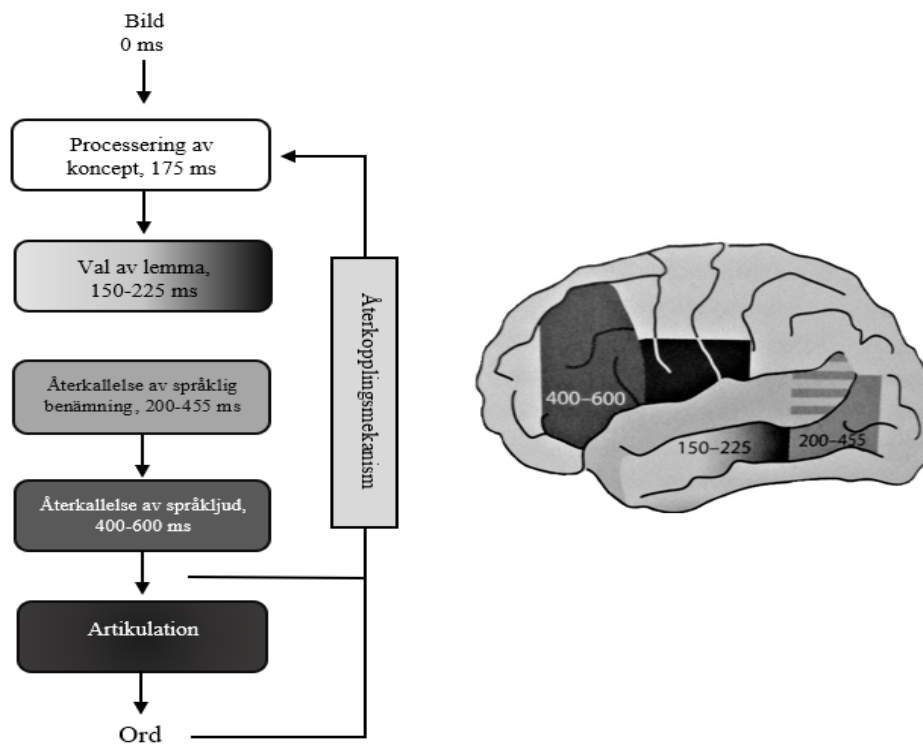 Bild
0 ms
Processering av
koncept, 175 ms
Val av lemma,
150-225 ms
Återkallelse av språklig
benämning, 200-455 ms
Återkallelse av språkljud,
400-600 ms
Artikulation
Ord
Återkopplingsmekanism
400–600
150–225
200–455